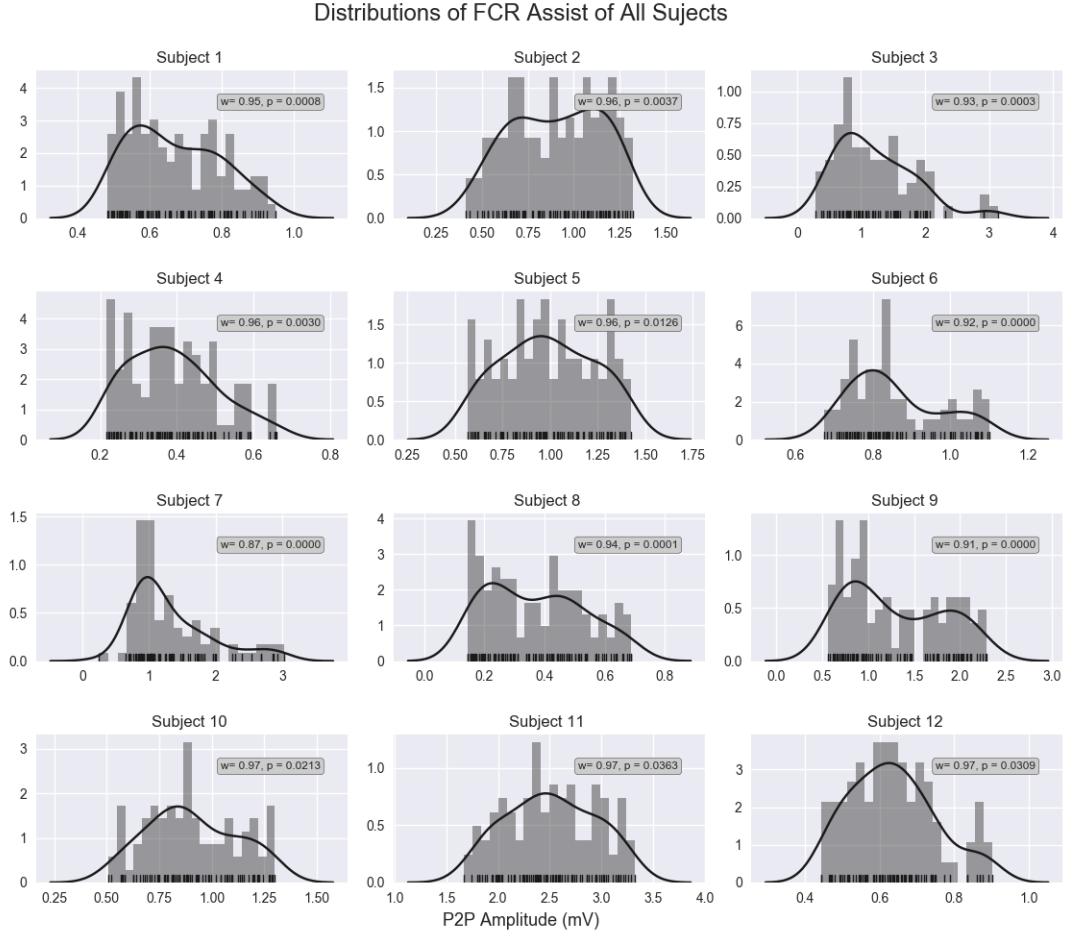 Distributions of FCR Assist of All Sujects
Subject 1
4
3
2
1
0
w= 0.95, p = 0.0008
0.4 0.6 0.8 1.0
Subject 2
1.5
1.0
0.5
0.0
w= 0.96, p = 0.0037
0.25 0.50 0.75 1.00 1.25 1.50
Subject 3
1.00
0.75
0.50
0.25
0.00
w= 0.93, p = 0.0003
0 1 2 3 4
Subject 4
4
3
2
1
0
w= 0.96, p = 0.0030
0.2 0.4 0.6 0.8
Subject 5
1.5
1.0
0.5
0.0
w= 0.96, p = 0.0126
0.25 0.50 0.75 1.00 1.25 1.50 1.75
Subject 6
6
4
2
0
w= 0.92, p = 0.0000
0.6 0.8 1.0 1.2
Subject 7
1.5
1.0
0.5
0.0
w= 0.87, p = 0.0000
0 1 2 3
Subject 8
4
3
2
1
0
w= 0.94, p = 0.0001
0.0 0.2 0.4 0.6 0.8
Subject 9
1.0
0.5
0.0
w= 0.91, p = 0.0000
0.0 0.5 1.0 1.5 2.0 2.5 3.0
Subject 10
3
2
1
0
w= 0.97, p = 0.0213
0.25 0.50 0.75 1.00 1.25 1.50
Subject 11
1.0
0.5
0.0
w= 0.97, p = 0.0363
1.0 1.5 2.0 2.5 3.0 3.5 4.0
Subject 12
3
2
1
0
w= 0.97, p = 0.0309
0.4 0.6 0.8 1.0
P2P Amplitude (mV)